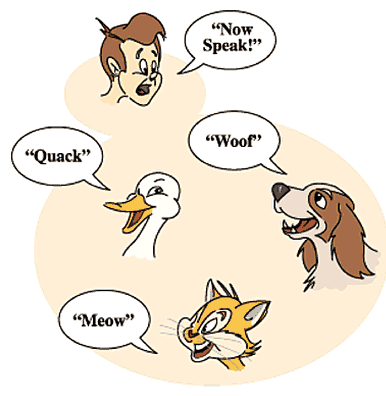 “Now
Speak!”
“Woof”
“Quack”
“Meow”